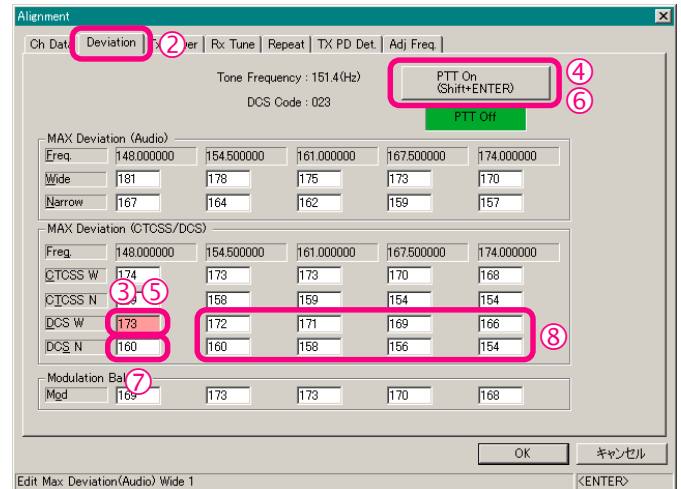 Alignment
Ch Data Deviation ② Rx Tune Repeat TX PD Det. Adj Freq.
Tone Frequency : 151.4(Hz)
DCS Code : 023
PTT On
(Shift+ENTER)
④
⑥
PTT Off
MAX Deviation (Audio)
Freq. 148.000000 154.500000 161.000000 167.500000 174.000000
Wide 181 178 175 173 170
Narrow 167 164 162 159 157
MAX Deviation (CTCSS/DCS)
Freq. 148.000000 154.500000 161.000000 167.500000 174.000000
CTCSS W 174 173 173 170 168
CTCSS N ③ ⑤ 158 159 154 154
DCS W 173 172 171 169 166
DCS N 160 160 158 156 154
⑧
Modulation
⑦
Mod 169 173 173 170 168
OK キャンセル
Edit Max Deviation(Audio) Wide 1 <ENTER>